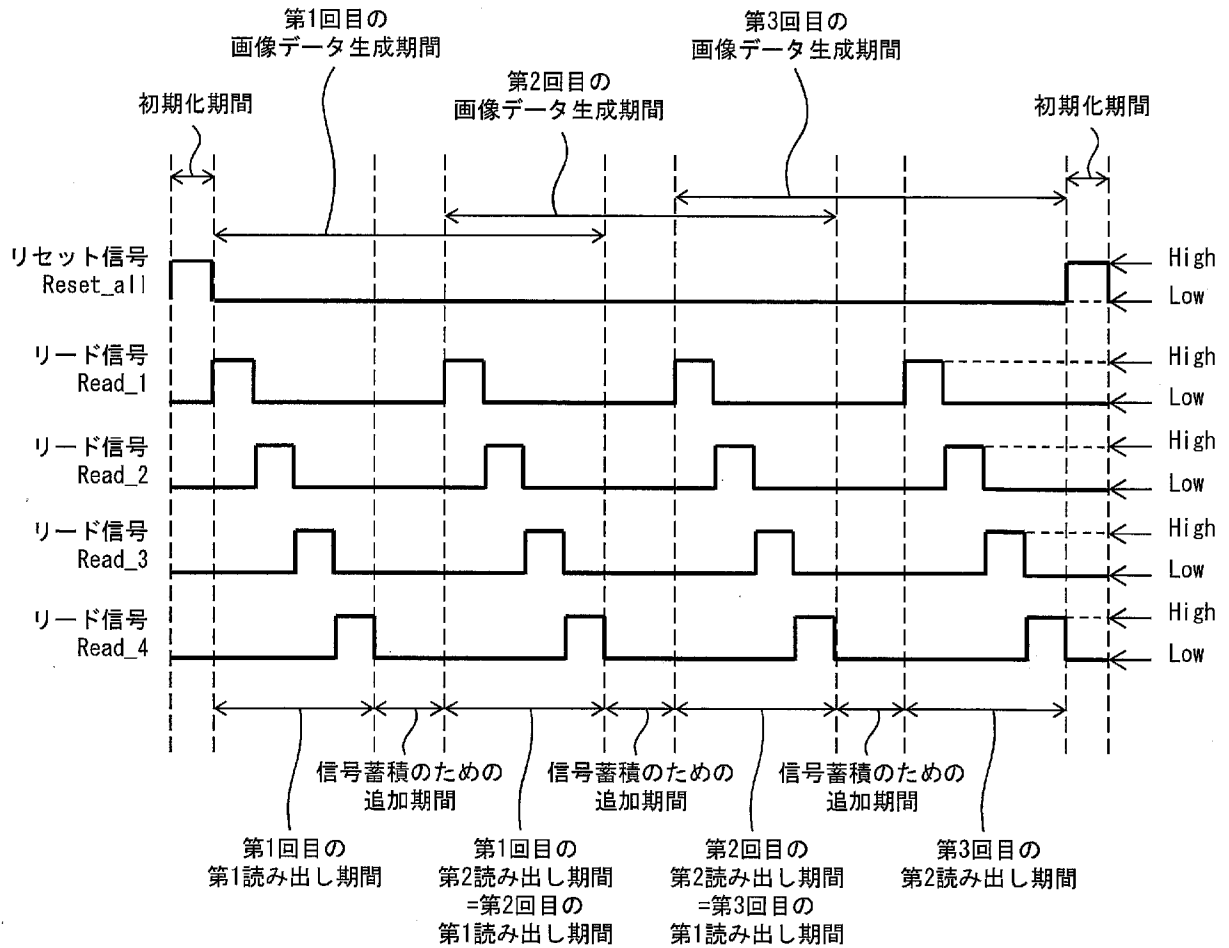 第1回目の
画像データ生成期間
第3回目の
画像データ生成期間
第2回目の
画像データ生成期間
初期化期間
初期化期間
リセット信号
Reset_all
High
Low
リード信号
Read_1
High
Low
リード信号
Read_2
High
Low
リード信号
Read_3
High
Low
リード信号
Read_4
High
Low
信号蓄積のための
追加期間
信号蓄積のための
追加期間
信号蓄積のための
追加期間
第1回目の
第1読み出し期間
第1回目の
第2読み出し期間
=第2回目の
第1読み出し期間
第2回目の
第2読み出し期間
=第3回目の
第1読み出し期間
第3回目の
第2読み出し期間